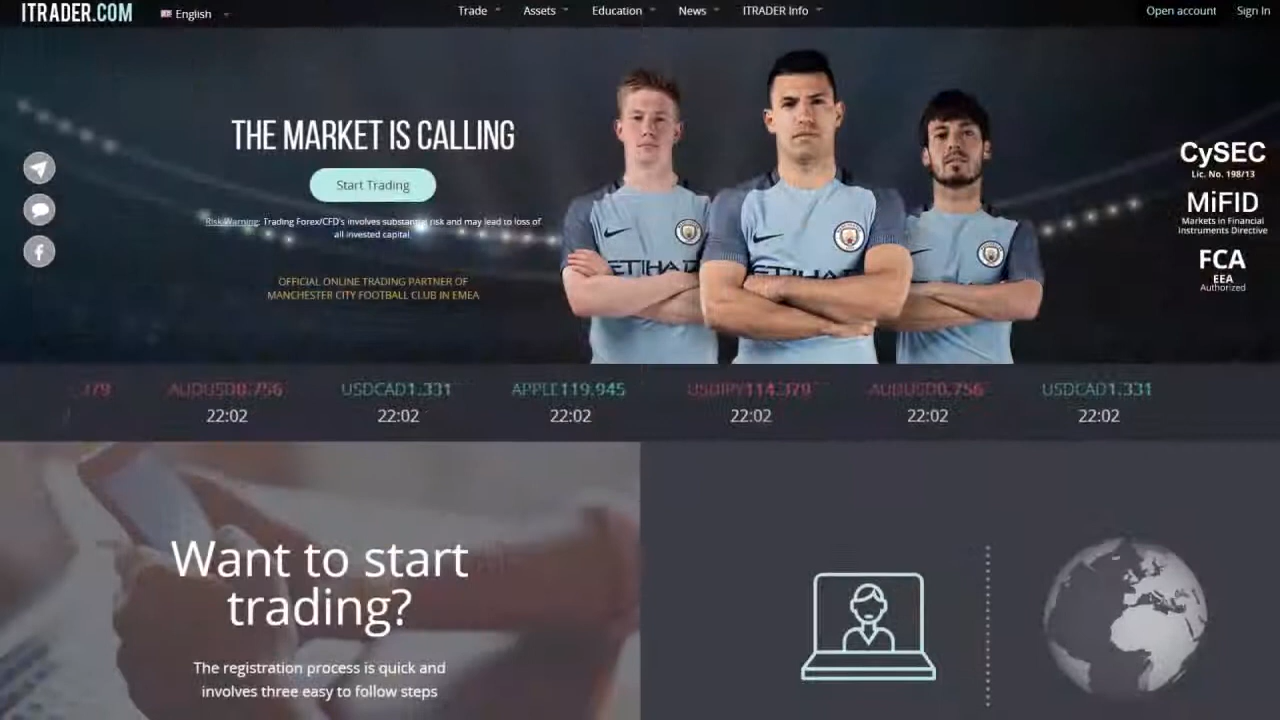 ITRADER.COM
English
Trade
Assets
Education
News
ITRADER Info
Open account
Sign In
THE MARKET IS CALLING
Start Trading
Risk Warning: Trading Forex/CFD's involves substantial risk and may lead to loss of
all invested capital
OFFICIAL ONLINE TRADING PARTNER OF
MANCHESTER CITY FOOTBALL CLUB IN EMEA
ETIHAD
ETIHAD
CySEC
Lic. No. 198/13
MiFID
Markets in Financial
Instruments Directive
FCA
EEA
Authorized
.379
AUDUSD0.756
USDCAD1.331
APPLE119.945
USDJPY114.379
AUDUSD0.756
USDCAD1.331
22:02
22:02
22:02
22:02
22:02
22:02
Want to start
trading?
The registration process is quick and
involves three easy to follow steps